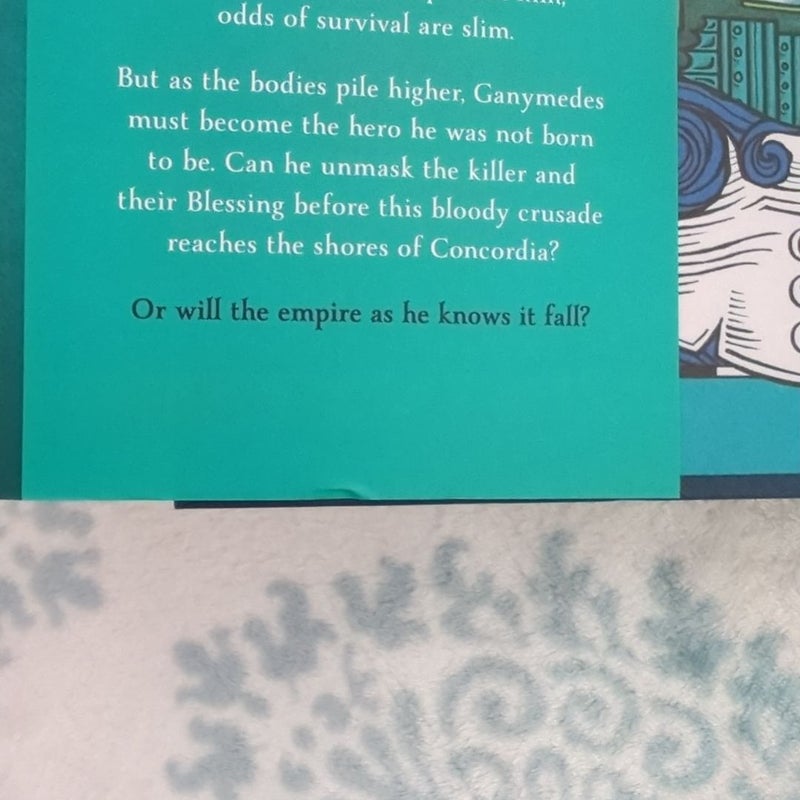 odds of survival are slim.
But as the bodies pile higher, Ganymedes
must become the hero he was not born
to be. Can he unmask the killer and
their Blessing before this bloody crusade
reaches the shores of Concordia?
Or will the empire as he knows it fall?